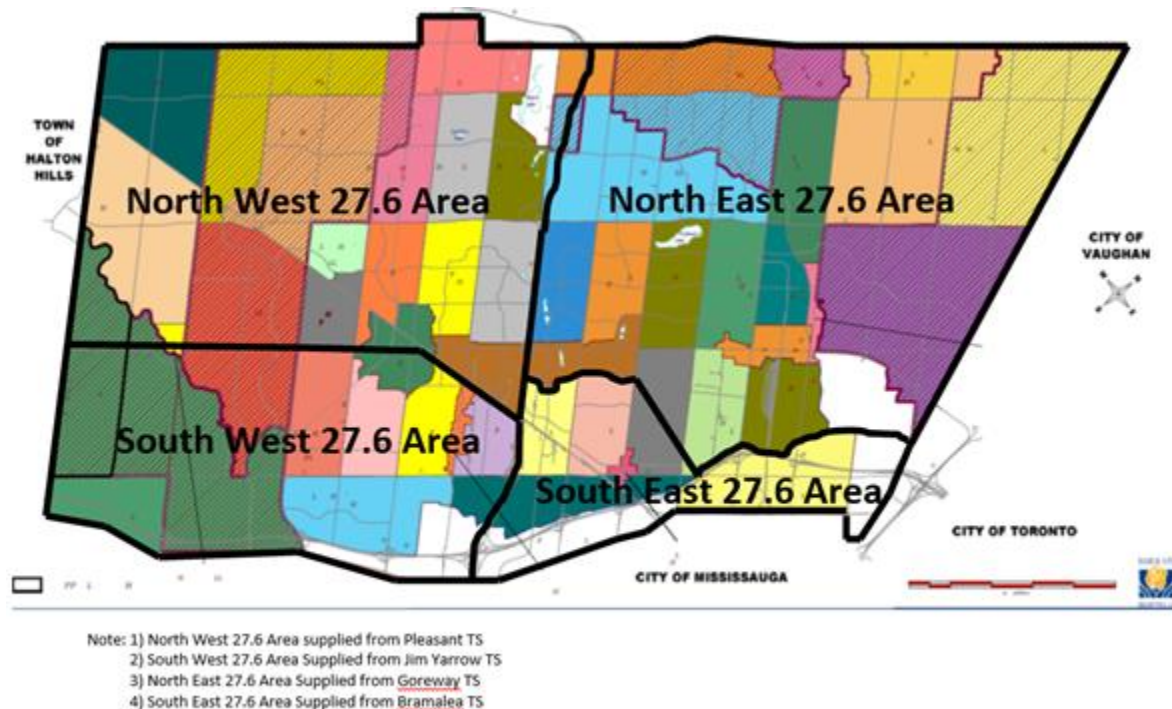 TOWN
OF
HALTON
HILLS
North West 27.6 Area
North East 27.6 Area
CITY OF
VAUGHAN
South West 27.6 Area
South East 27.6 Area
CITY OF TORONTO
CITY OF MISSISSAUGA
Note: 1) North West 27.6 Area supplied from Pleasant TS
2) South West 27.6 Area Supplied from Jim Yarrow TS
3) North East 27.6 Area Supplied from Goreway TS
4) South East 27.6 Area Supplied from Bramalea TS